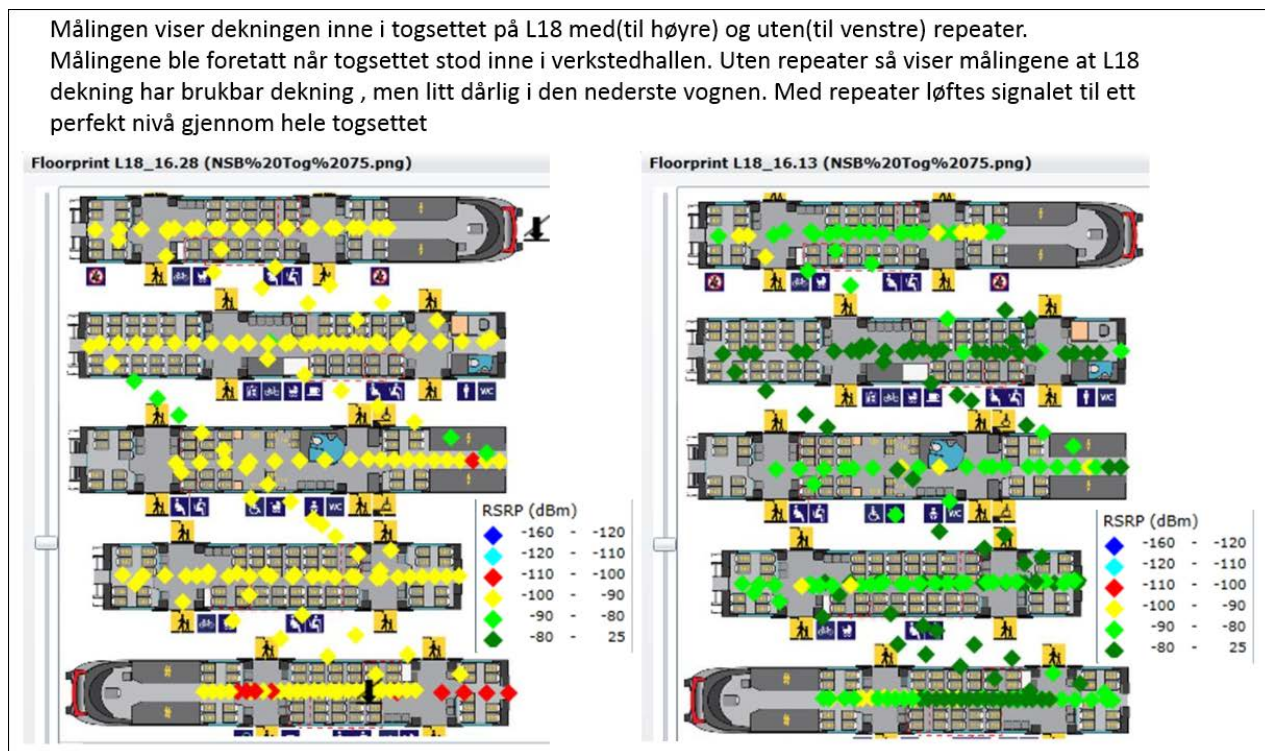 Målingen viser dekningen inne i togsettet på L18 med(til høyre) og uten(til venstre) repeater.
Målingene ble foretatt når togsettet stod inne i verkstedhallen. Uten repeater så viser målingene at L18
dekning har brukbar dekning , men litt dårlig i den nederste vognen. Med repeater løftes signalet til ett
perfekt nivå gjennom hele togsettet
Floorprint L18_16.28 (NSB%20Tog%2075.png)
WC
WC
RSRP (dBm)
-160 - -120
-120 - -110
-110 - -100
-100 - -90
-90 - -80
-80 - 25
Floorprint L18_16.13 (NSB%20Tog%2075.png)
WC
WC
RSRP (dBm)
-160 - -120
-120 - -110
-110 - -100
-100 - -90
-90 - -80
-80 - 25